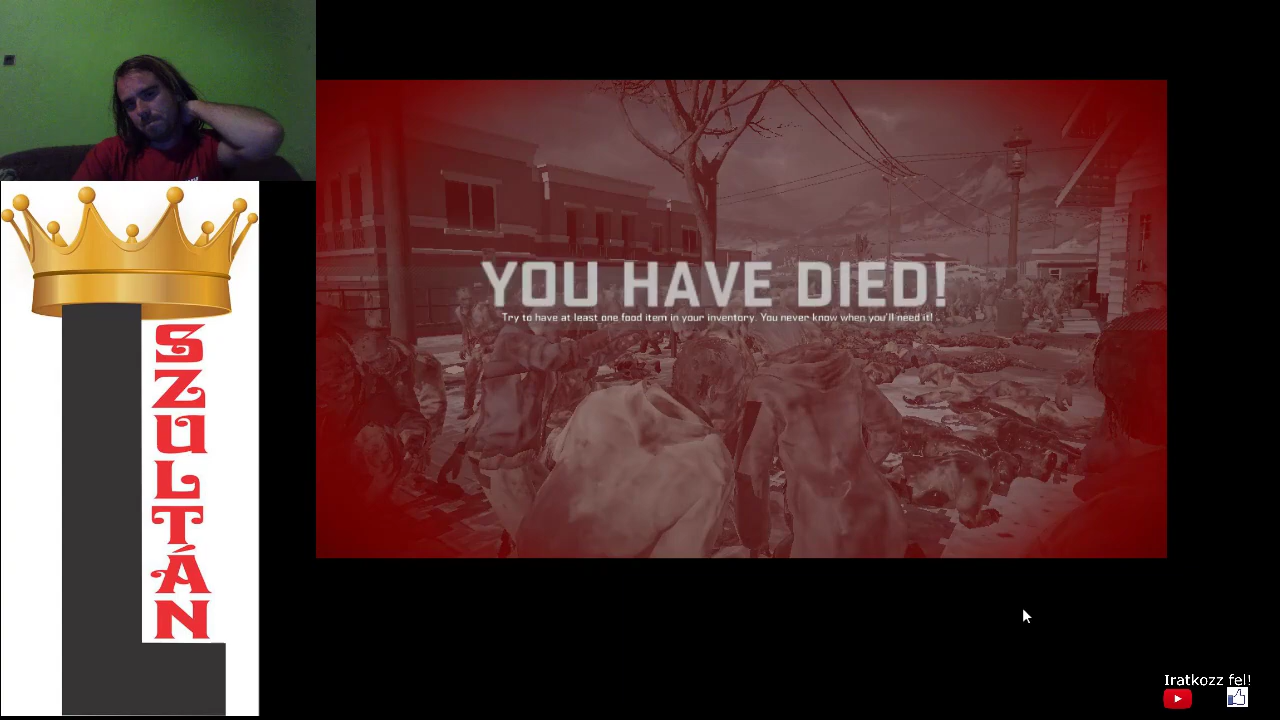 YOU HAVE DIED!
Try to have at least one food item in your inventory. You never know when you'll need it!
L
SZULTÁN
Iratkozz fel!